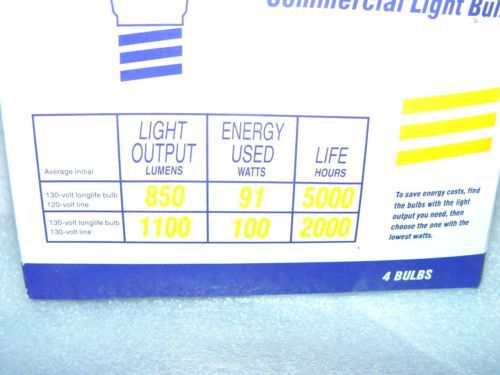 Commercial Light Bul
LIGHT OUTPUT LUMENS
ENERGY USED WATTS
LIFE HOURS
Average Initial
130-volt longlife bulb
120-volt line
850 91 5000
130-volt longlife bulb
130-volt line
1100 100 2000
To save energy costs, find
the bulbs with the light
output you need, then
choose the one with the
lowest watts.
4 BULBS